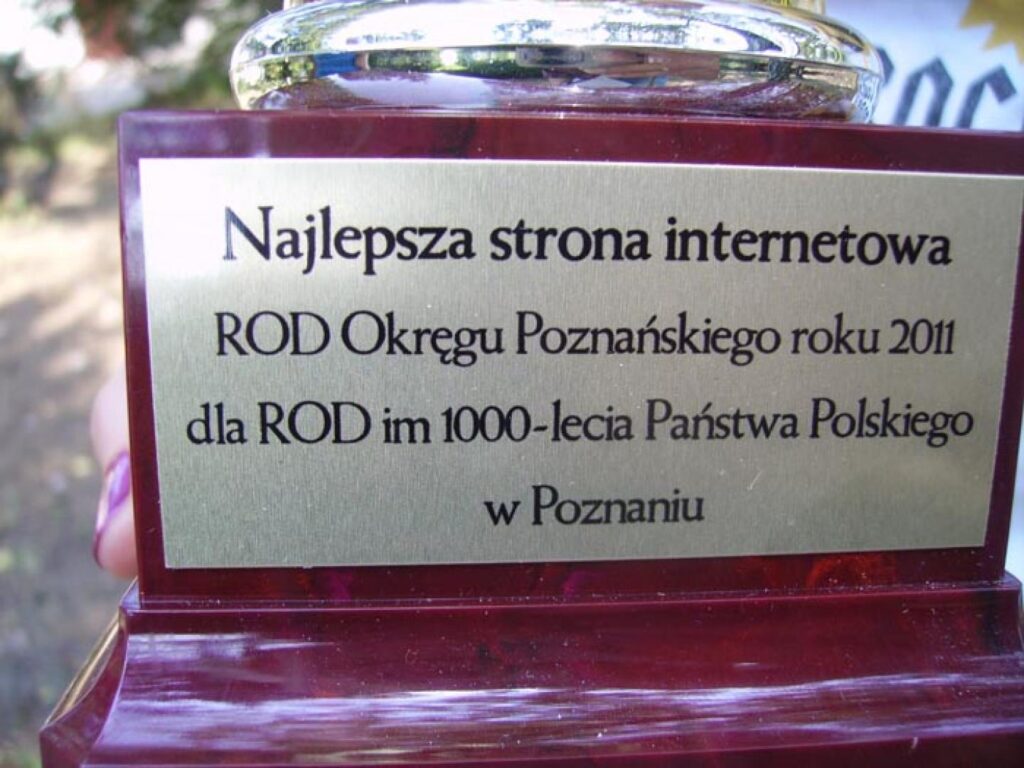 Najlepsza strona internetowa
ROD Okręgu Poznańskiego roku 2011
dla ROD im 1000-lecia Państwa Polskiego
w Poznaniu